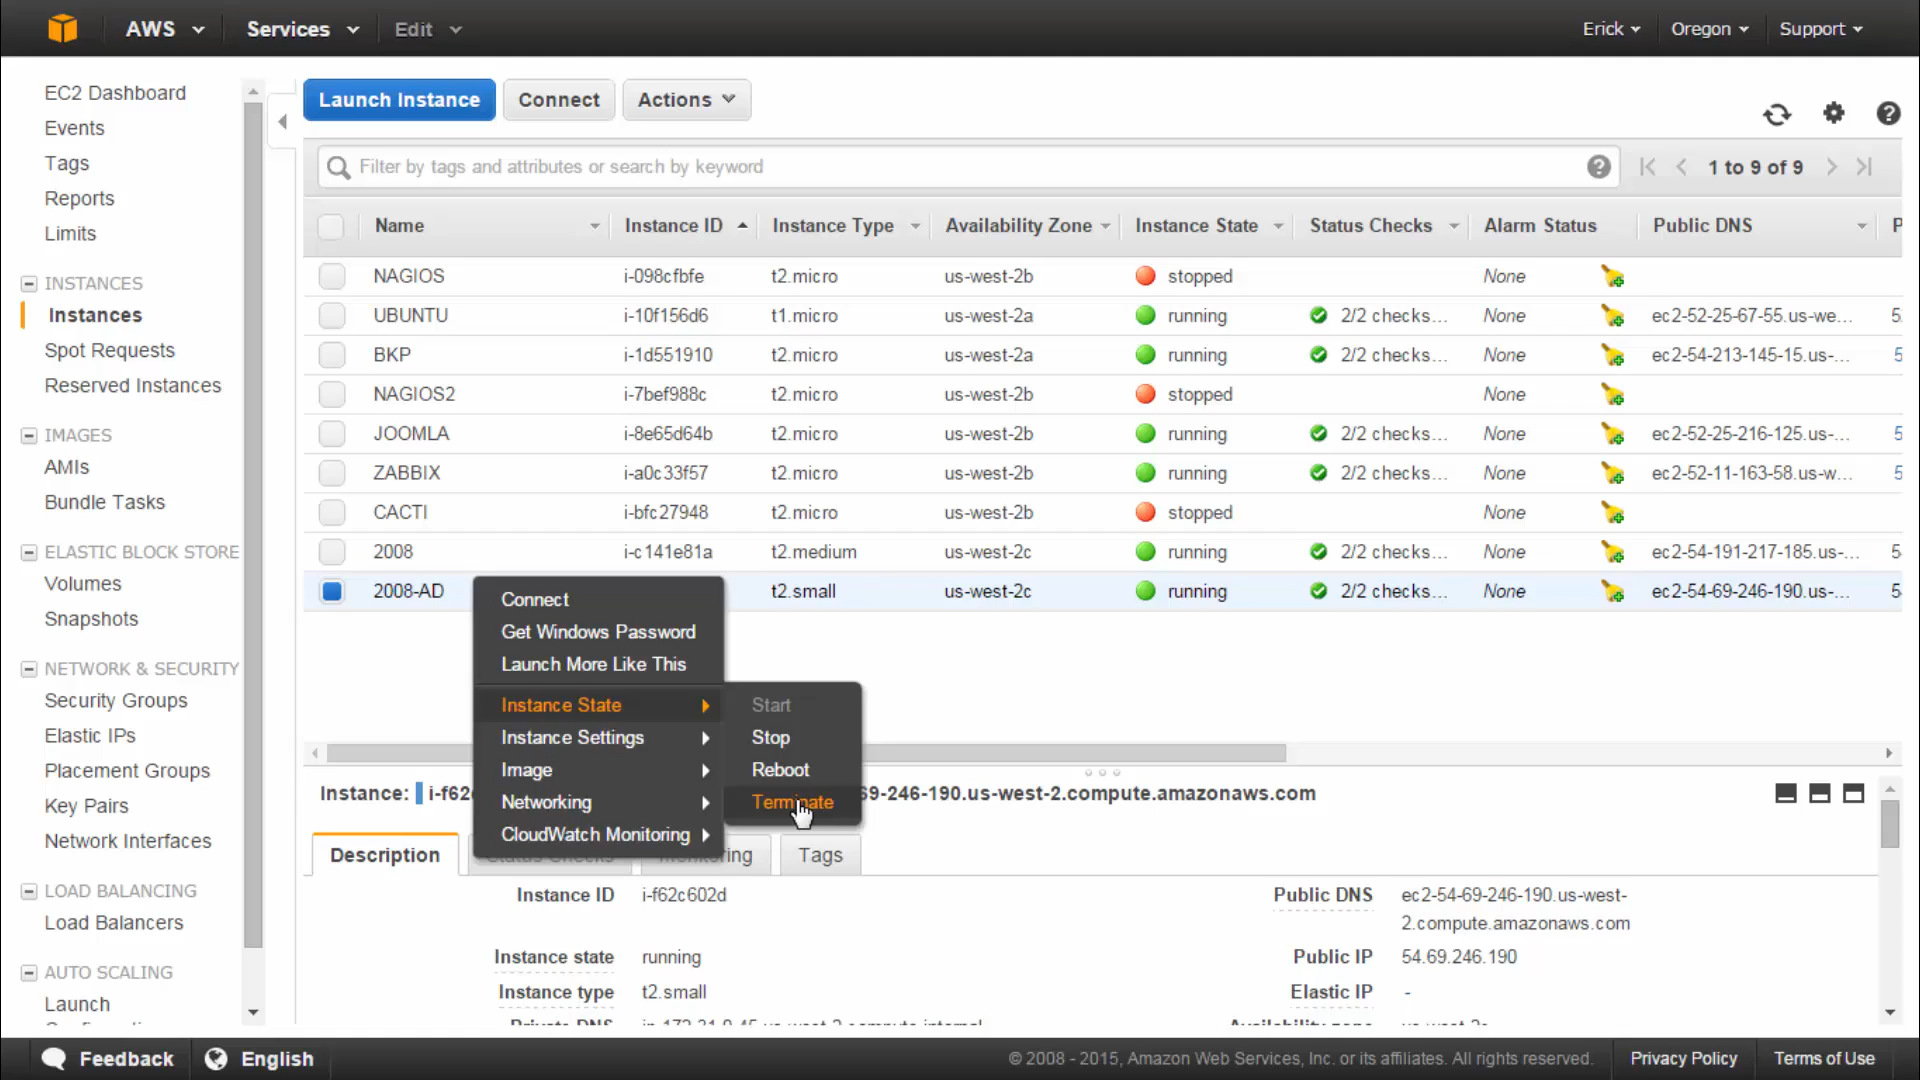 AWS Services Edit Erick Oregon Support
EC2 Dashboard
Events
Tags
Reports
Limits
INSTANCES
Instances
Spot Requests
Reserved Instances
IMAGES
AMIs
Bundle Tasks
ELASTIC BLOCK STORE
Volumes
Snapshots
NETWORK & SECURITY
Security Groups
Elastic IPs
Placement Groups
Key Pairs
Network Interfaces
LOAD BALANCING
Load Balancers
AUTO SCALING
Launch
Launch Instance Connect Actions
Filter by tags and attributes or search by keyword 1 to 9 of 9
Name Instance ID Instance Type Availability Zone Instance State Status Checks Alarm Status Public DNS P
NAGIOS i-098cfbfe t2.micro us-west-2b stopped None
UBUNTU i-10f156d6 t1.micro us-west-2a running 2/2 checks... None ec2-52-25-67-55.us-we... 5
BKP i-1d551910 t2.micro us-west-2a running 2/2 checks... None ec2-54-213-145-15.us-... 5
NAGIOS2 i-7bef988c t2.micro us-west-2b stopped None
JOOMLA i-8e65d64b t2.micro us-west-2b running 2/2 checks... None ec2-52-25-216-125.us-... 5
ZABBIX i-a0c33f57 t2.micro us-west-2b running 2/2 checks... None ec2-52-11-163-58.us-w... 5
CACTI i-bfc27948 t2.micro us-west-2b stopped None
2008 i-c141e81a t2.medium us-west-2c running 2/2 checks... None ec2-54-191-217-185.us-... 5
2008-AD t2.small us-west-2c running 2/2 checks... None ec2-54-69-246-190.us-... 5
Connect
Get Windows Password
Launch More Like This
Instance State
Instance Settings
Image
Networking
CloudWatch Monitoring
Start
Stop
Reboot
Terminate
Instance: i-f62 69-246-190.us-west-2.compute.amazonaws.com
Description Status Checks Monitoring Tags
Instance ID i-f62c602d Public DNS ec2-54-69-246-190.us-west-
2.compute.amazonaws.com
Instance state running Public IP 54.69.246.190
Instance type t2.small Elastic IP -
Feedback English © 2008 - 2015, Amazon Web Services, Inc. or its affiliates. All rights reserved. Privacy Policy Terms of Use